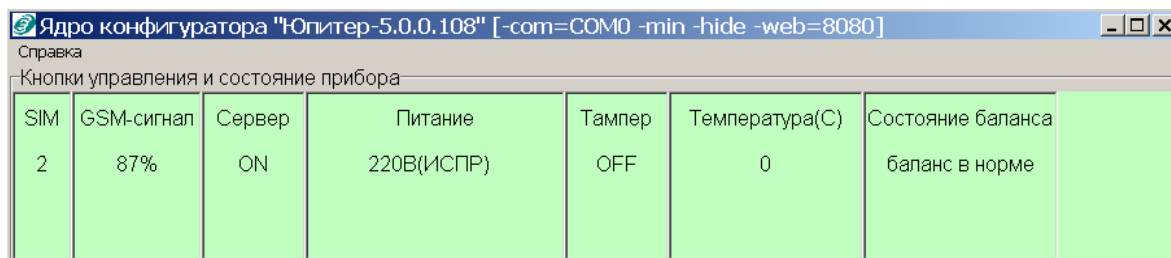 Ядро конфигуратора "Юпитер-5.0.0.108" [-com=COM0 -min -hide -web=8080]
Справка
Кнопки управления и состояние прибора
SIM GSM-сигнал Сервер Питание Тампер Температура(С) Состояние баланса
2 87% ON 220В(ИСПР) OFF 0 баланс в норме